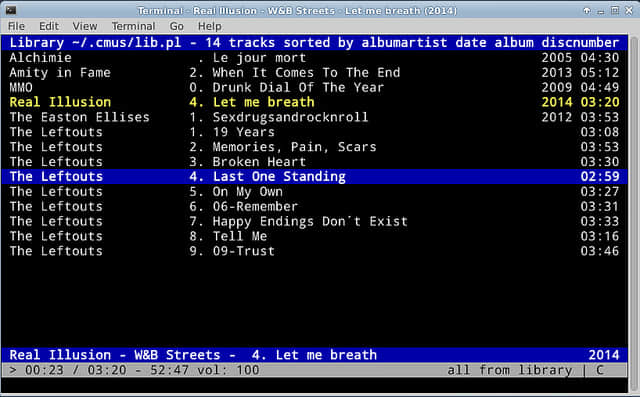 Terminal - Real Illusion - W&B Streets - Let me breath (2014)
File Edit View Terminal Go Help
Library ~/.cmus/lib.pl - 14 tracks sorted by albumartist date album discnumber
Alchimie . Le jour mort 2005 04:30
Amity in Fame 2. When It Comes To The End 2013 05:12
MMO 0. Drunk Dial Of The Year 2009 04:49
Real Illusion 4. Let me breath 2014 03:20
The Easton Ellises 1. Sexdrugsandrocknroll 2012 03:53
The Leftouts 1. 19 Years 03:08
The Leftouts 2. Memories, Pain, Scars 03:53
The Leftouts 3. Broken Heart 03:30
The Leftouts 4. Last One Standing 02:59
The Leftouts 5. On My Own 03:27
The Leftouts 6. 06-Remember 03:31
The Leftouts 7. Happy Endings Don´t Exist 03:33
The Leftouts 8. Tell Me 03:16
The Leftouts 9. 09-Trust 03:46
Real Illusion - W&B Streets - 4. Let me breath 2014
> 00:23 / 03:20 - 52:47 vol: 100 all from library | C